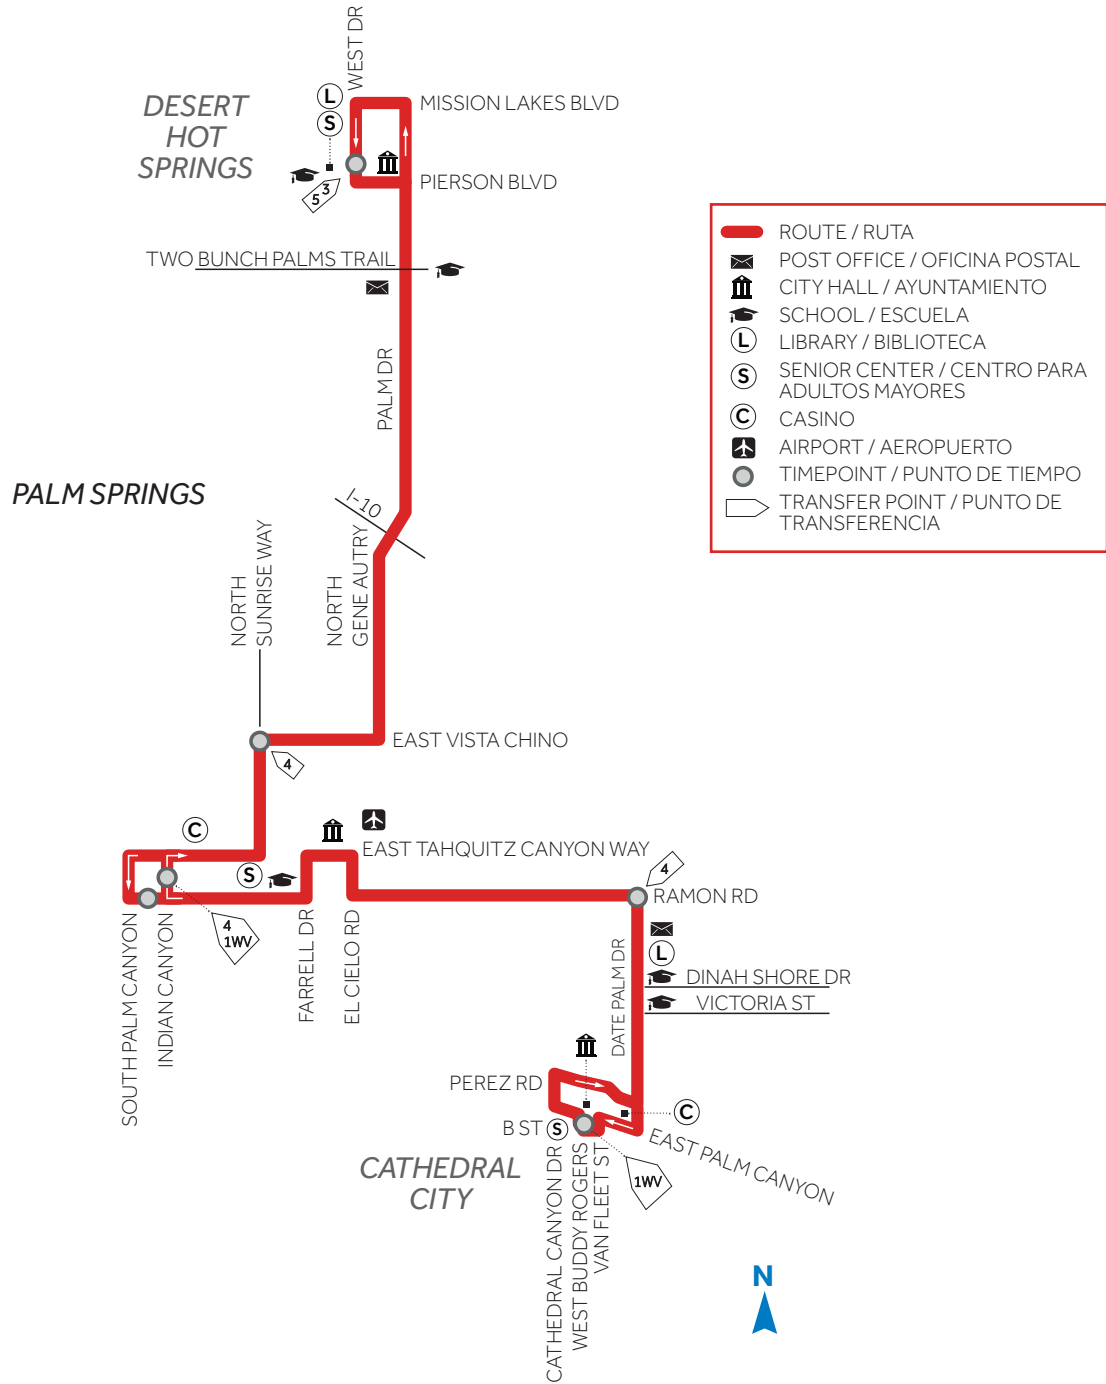 WEST DR
DESERT
HOT
SPRINGS
L
S
MISSION LAKES BLVD
PIERSON BLVD
3
5
TWO BUNCH PALMS TRAIL
PALM DR
ROUTE / RUTA
POST OFFICE / OFICINA POSTAL
CITY HALL / AYUNTAMIENTO
SCHOOL / ESCUELA
L
LIBRARY / BIBLIOTECA
S
SENIOR CENTER / CENTRO PARA
ADULTOS MAYORES
C
CASINO
AIRPORT / AEROPUERTO
TIMEPOINT / PUNTO DE TIEMPO
TRANSFER POINT / PUNTO DE
TRANSFERENCIA
PALM SPRINGS
I-10
NORTH
SUNRISE WAY
NORTH
GENE AUTRY
EAST VISTA CHINO
4
C
EAST TAHQUITZ CANYON WAY
S
4
1WV
4
RAMON RD
SOUTH PALM CANYON
INDIAN CANYON
FARRELL DR
EL CIELO RD
DATE PALM DR
L
DINAH SHORE DR
VICTORIA ST
PEREZ RD
C
B ST
S
EAST PALM CANYON
1WV
CATHEDRAL CANYON DR
WEST BUDDY ROGERS
VAN FLEET ST
CATHEDRAL
CITY
N